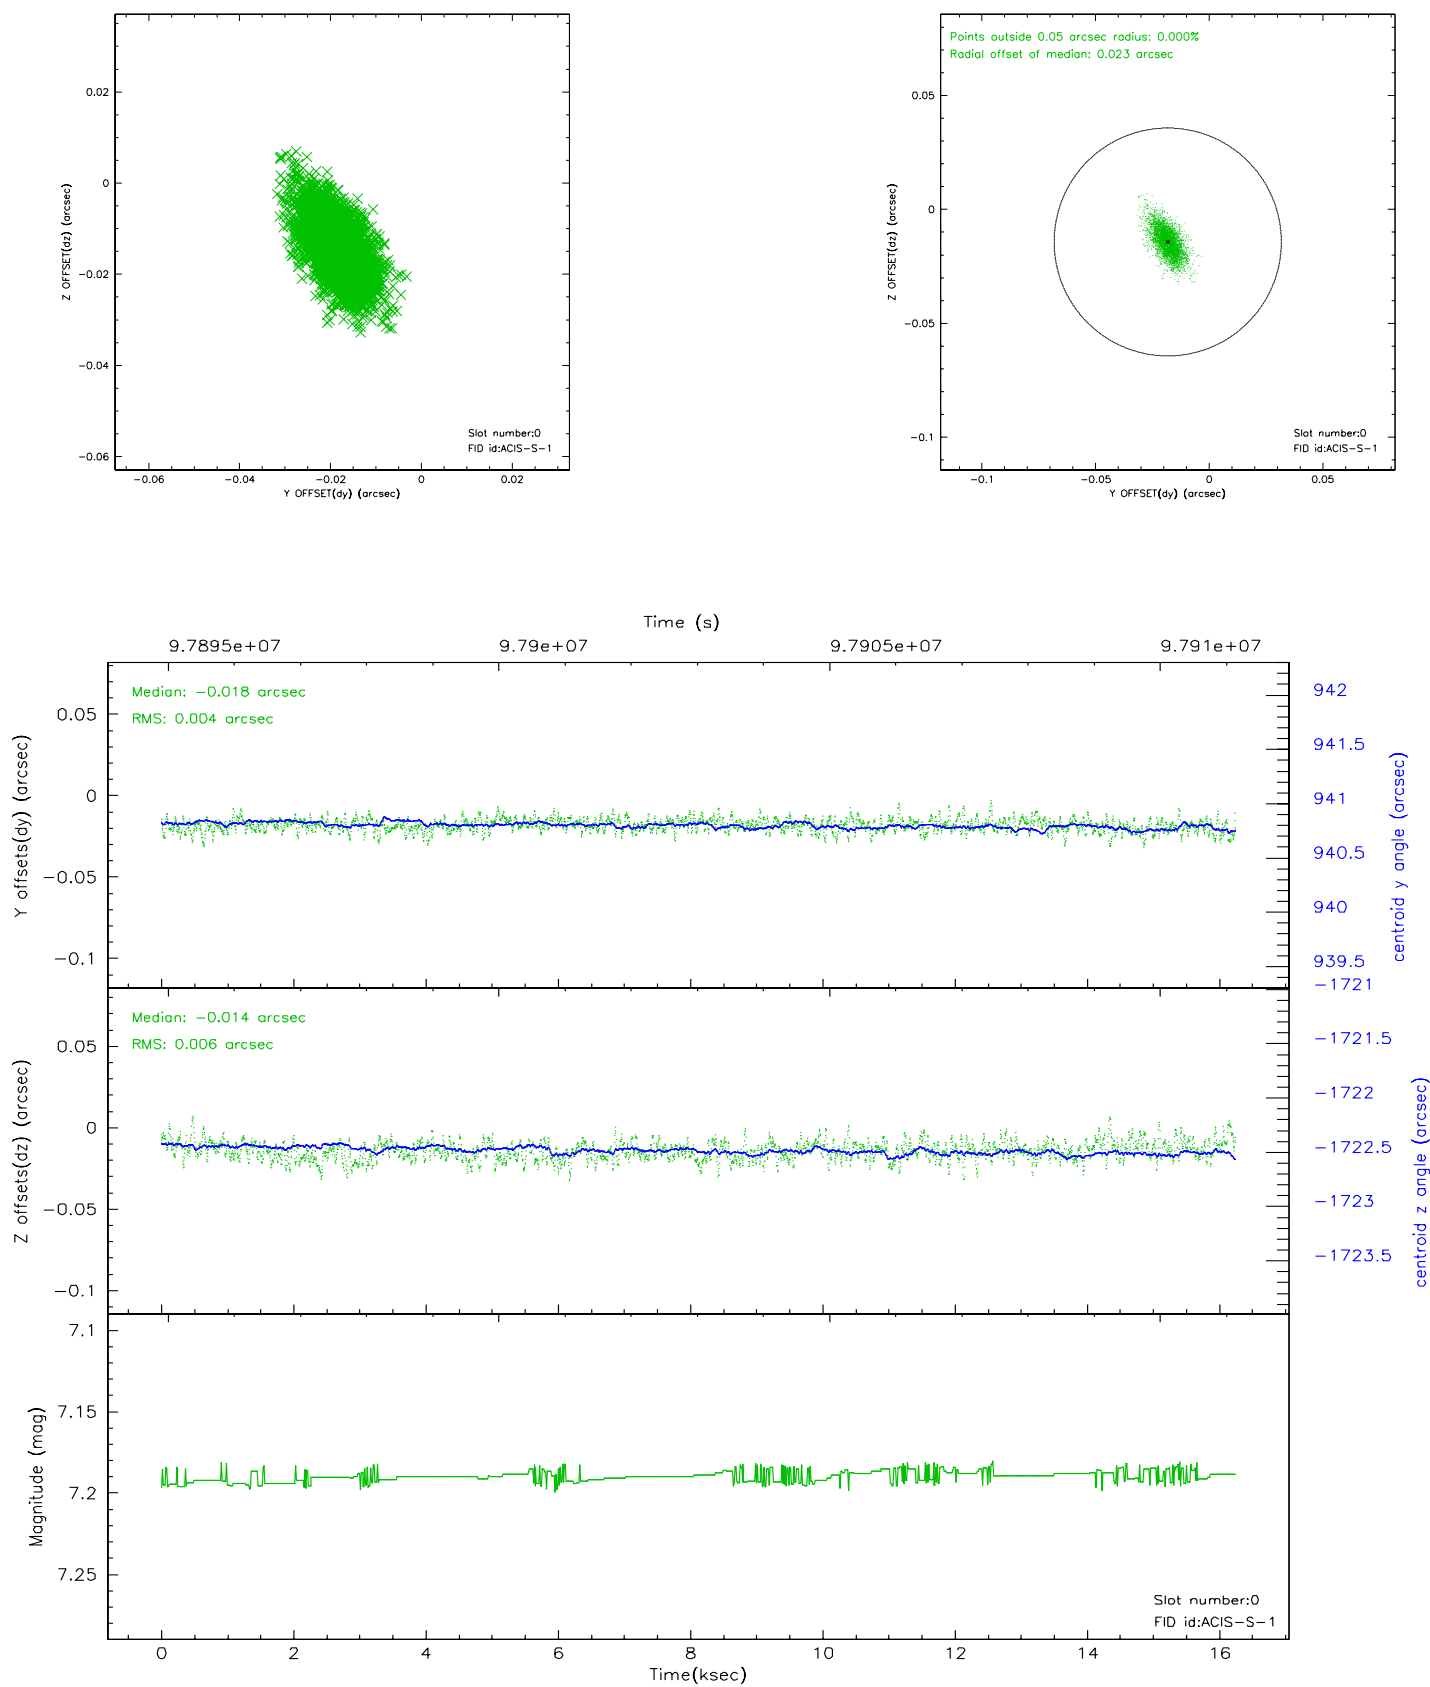 0.02
0
−0.02
−0.04
−0.06
Z OFFSET(dz) (arcsec)
−0.06 −0.04 −0.02 0 0.02
Y OFFSET(dy) (arcsec)
Slot number:0
FID id:ACIS−S−1
Points outside 0.05 arcsec radius: 0.000%
Radial offset of median: 0.023 arcsec
0.05
0
−0.05
−0.1
Z OFFSET(dz) (arcsec)
−0.1 −0.05 0 0.05
Y OFFSET(dy) (arcsec)
Slot number:0
FID id:ACIS−S−1
Time (s)
9.7895e+07 9.79e+07 9.7905e+07 9.791e+07
Median: −0.018 arcsec
RMS: 0.004 arcsec
0.05
0
−0.05
−0.1
Y offsets(dy) (arcsec)
942
941.5
941
940.5
940
939.5
centroid y angle (arcsec)
Median: −0.014 arcsec
RMS: 0.006 arcsec
0.05
0
−0.05
−0.1
Z offsets(dz) (arcsec)
−1721
−1721.5
−1722
−1722.5
−1723
−1723.5
centroid z angle (arcsec)
7.1
7.15
7.2
7.25
Magnitude (mag)
Slot number:0
FID id:ACIS−S−1
0 2 4 6 8 10 12 14 16
Time(ksec)